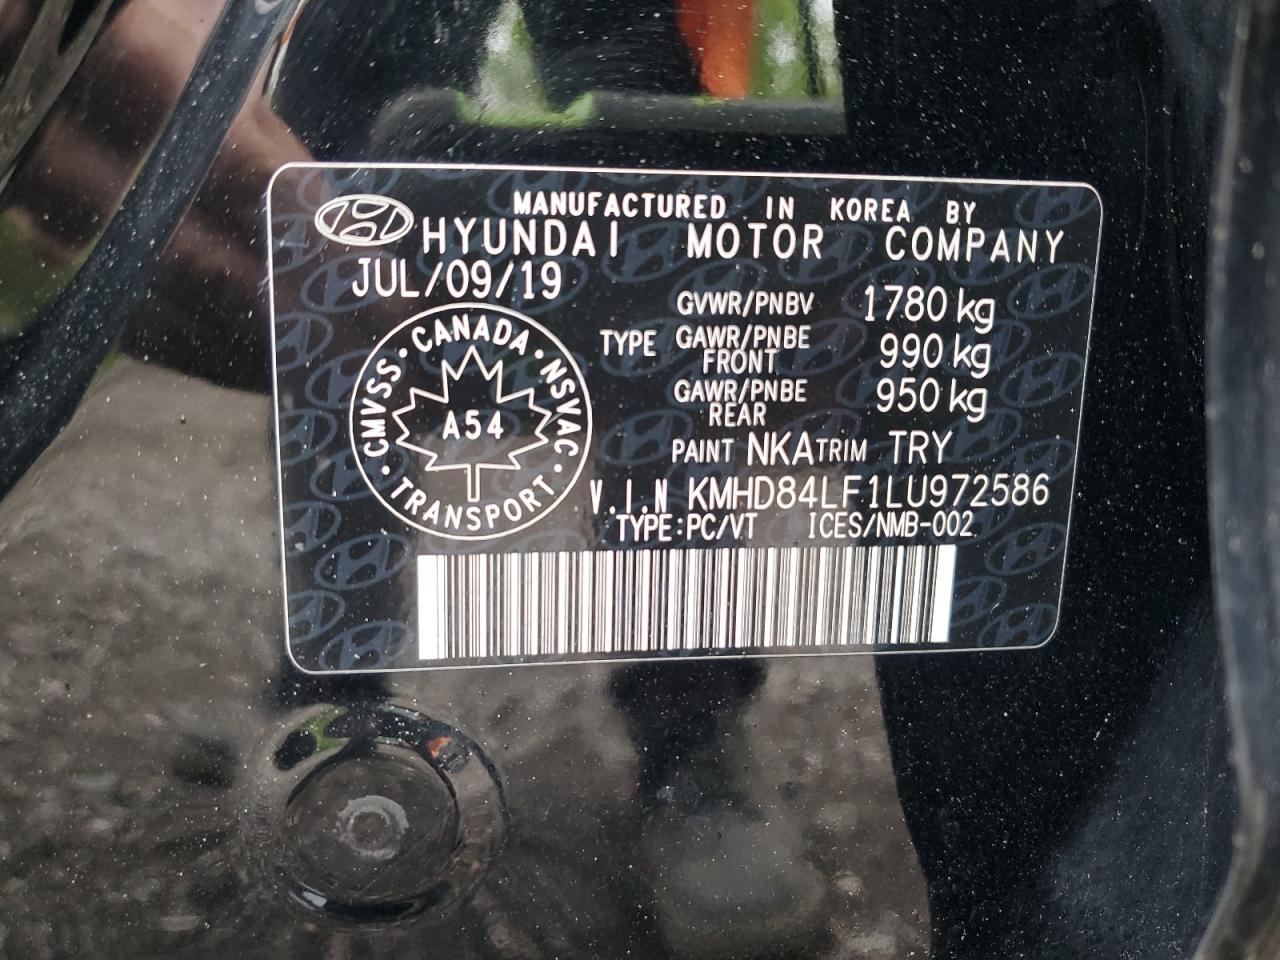 MANUFACTURED IN KOREA BY
HYUNDAI MOTOR COMPANY
JUL/09/19
GVWR/PNBV 1780 kg
TYPE GAWR/PNBE FRONT 990 kg
GAWR/PNBE REAR 950 kg
CANADA · NSVAC · TRANSPORT · CMVSS ·
A54
PAINT NKA TRIM TRY
V.I.N KMHD84LF1LU972586
TYPE:PC/VT ICES/NMB-002